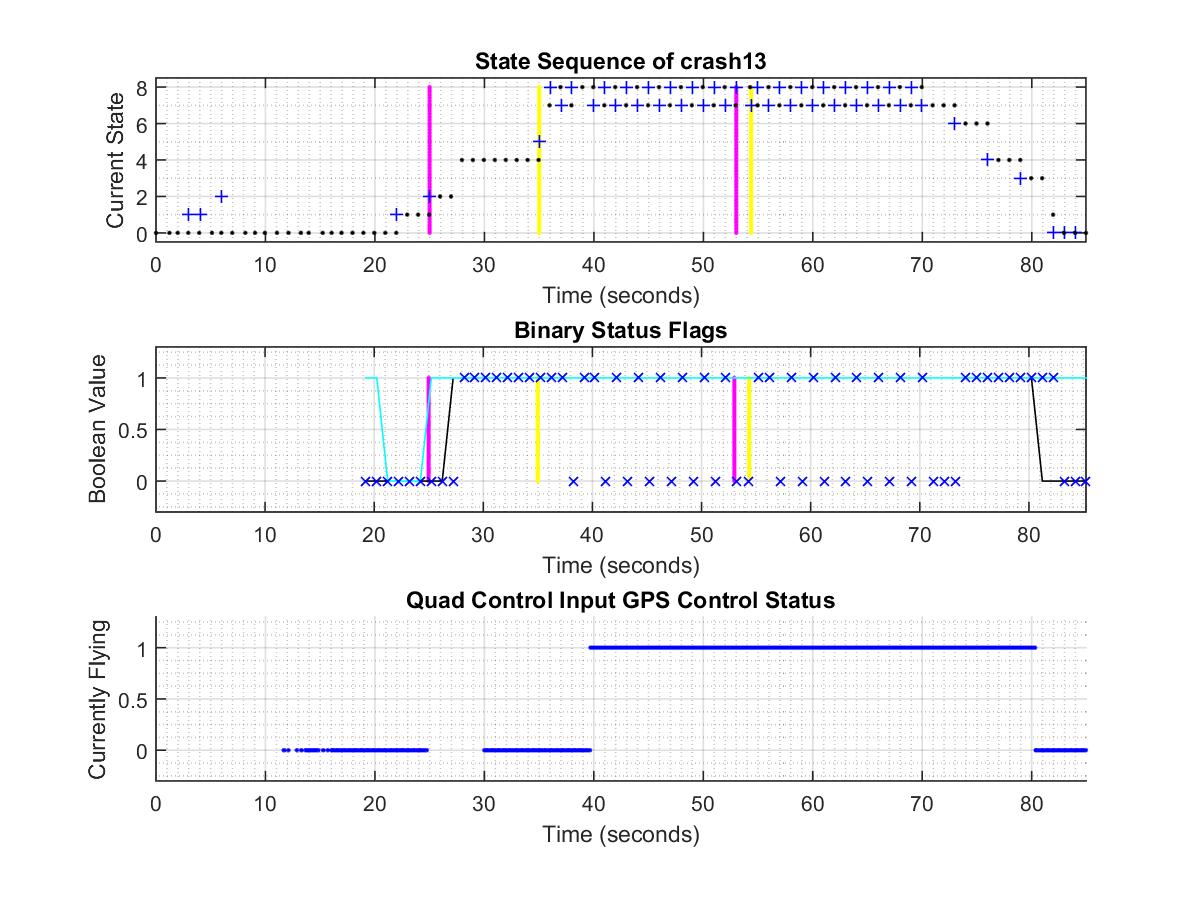 State Sequence of crash13
8
6
4
2
0
Current State
0 10 20 30 40 50 60 70 80
Time (seconds)
Binary Status Flags
1
0.5
0
Boolean Value
0 10 20 30 40 50 60 70 80
Time (seconds)
Quad Control Input GPS Control Status
1
0.5
0
Currently Flying
0 10 20 30 40 50 60 70 80
Time (seconds)